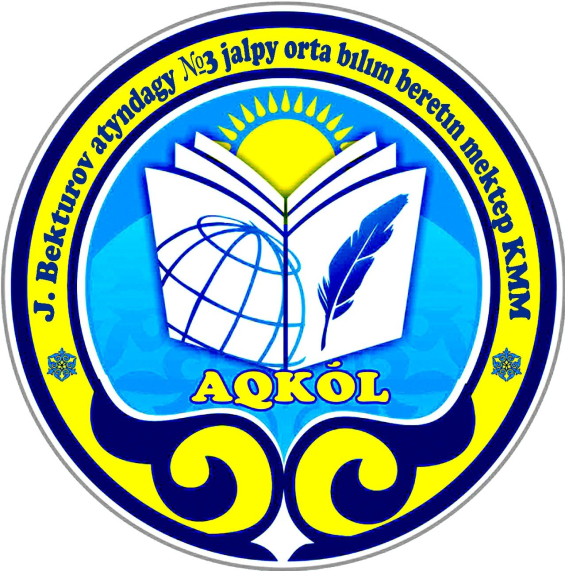 J. Bekturov atyndagy №3 jalpy orta bılım beretın mektep KMM
AQKÓL